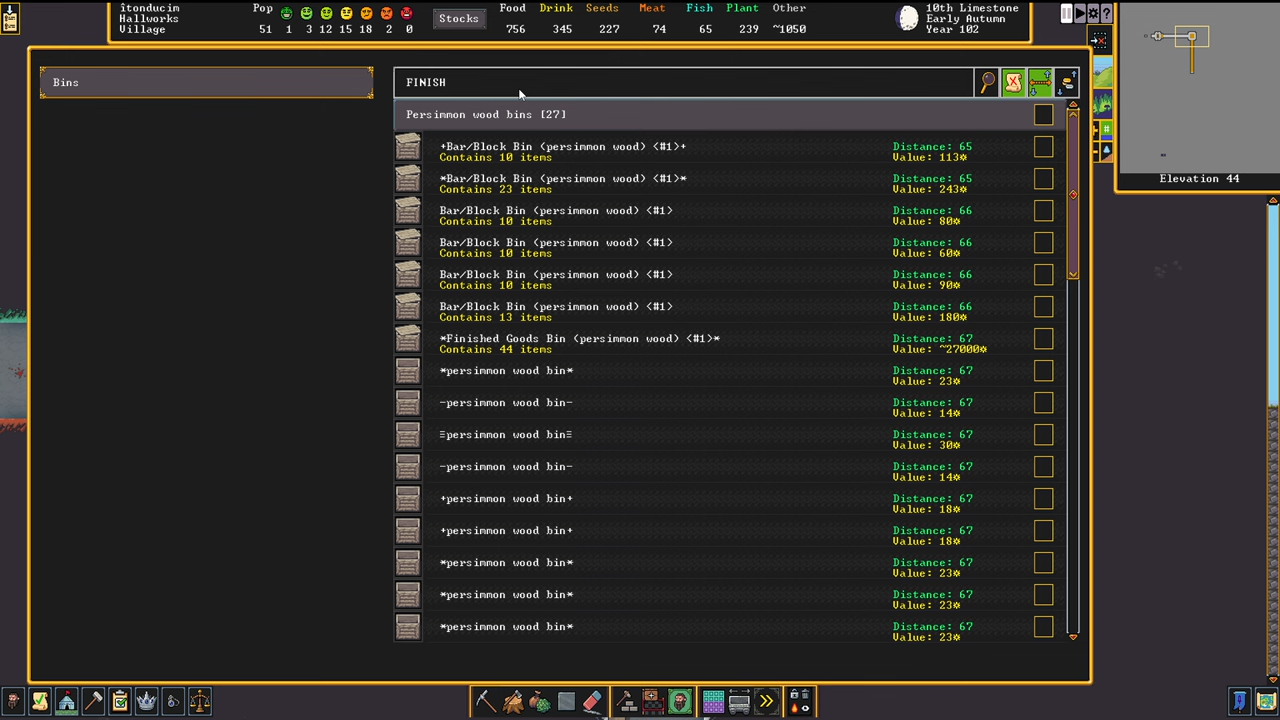 îtonducim
Hallworks
Village
Pop
51 1 3 12 15 18 2 0
Stocks
Food Drink Seeds Meat Fish Plant Other
756 345 227 74 65 239 ~1050
10th Limestone
Early Autumn
Year 102
Elevation 44
Bins
FINISH
Persimmon wood bins [27]
+Bar/Block Bin (persimmon wood) <#1>+
Contains 10 items
Distance: 65
Value: 113☼
*Bar/Block Bin (persimmon wood) <#1>*
Contains 23 items
Distance: 65
Value: 243☼
Bar/Block Bin (persimmon wood) <#1>
Contains 10 items
Distance: 66
Value: 80☼
Bar/Block Bin (persimmon wood) <#1>
Contains 10 items
Distance: 66
Value: 60☼
Bar/Block Bin (persimmon wood) <#1>
Contains 10 items
Distance: 66
Value: 90☼
Bar/Block Bin (persimmon wood) <#1>
Contains 13 items
Distance: 66
Value: 180☼
*Finished Goods Bin (persimmon wood) <#1>*
Contains 44 items
Distance: 67
Value: ~27000☼
*persimmon wood bin*
Distance: 67
Value: 23☼
-persimmon wood bin-
Distance: 67
Value: 14☼
≡persimmon wood bin≡
Distance: 67
Value: 30☼
-persimmon wood bin-
Distance: 67
Value: 14☼
+persimmon wood bin+
Distance: 67
Value: 18☼
+persimmon wood bin+
Distance: 67
Value: 18☼
*persimmon wood bin*
Distance: 67
Value: 23☼
*persimmon wood bin*
Distance: 67
Value: 23☼
*persimmon wood bin*
Distance: 67
Value: 23☼